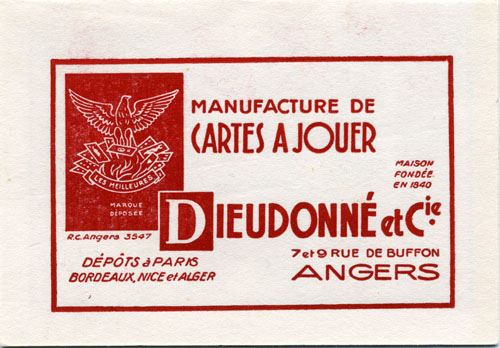 MANUFACTURE DE
CARTES A JOUER
LES MEILLEURES
MARQUE
DÉPOSÉE
R.C. Angers 3547
MAISON
FONDÉE
EN 1840
DIEUDONNÉ et Cie.
DÉPÔTS à PARIS
BORDEAUX, NICE et ALGER
7 et 9 RUE DE BUFFON
ANGERS